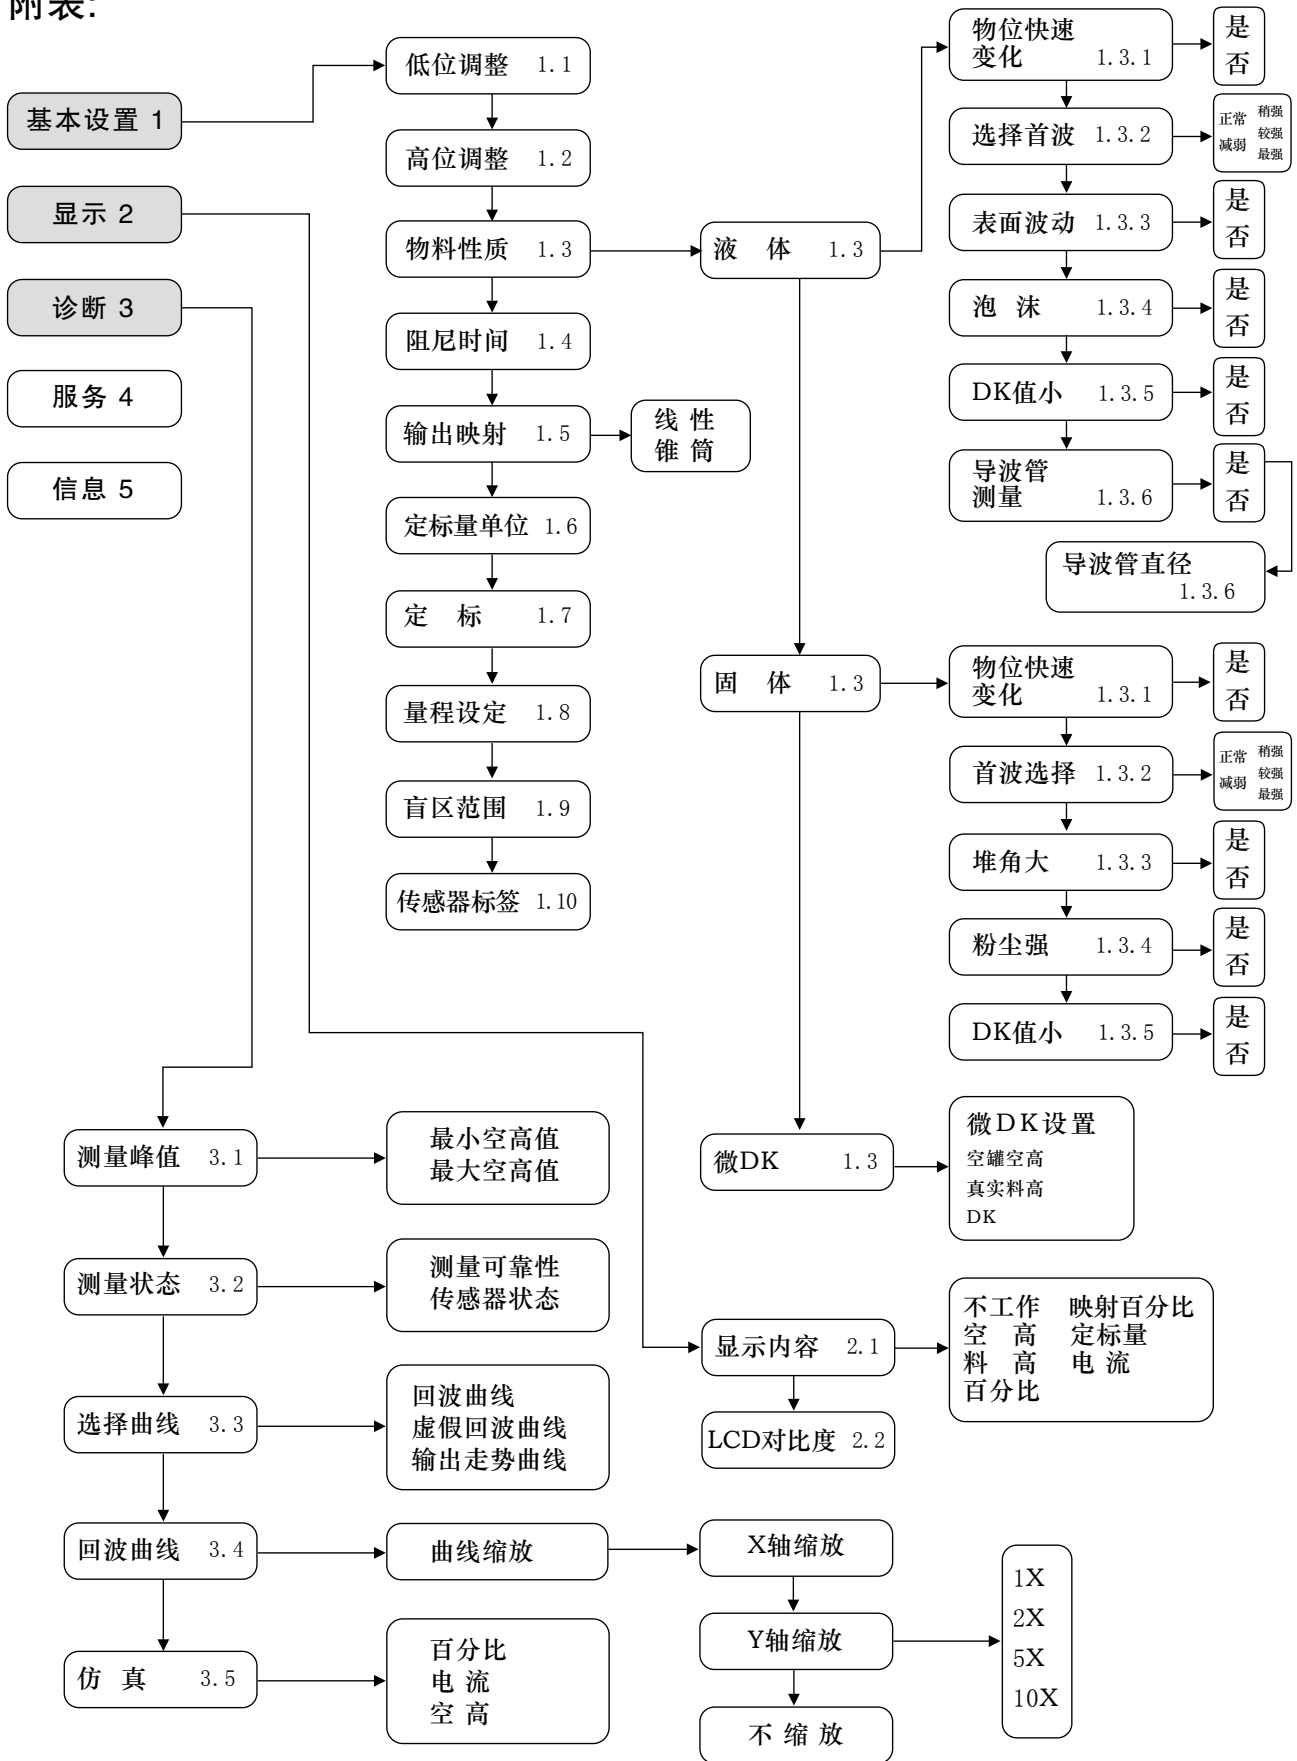 附表:
基本设置 1
显示 2
诊断 3
服务 4
信息 5
低位调整 1.1
高位调整 1.2
物料性质 1.3
阻尼时间 1.4
输出映射 1.5
线 性
锥 筒
定标量单位 1.6
定 标 1.7
量程设定 1.8
盲区范围 1.9
传感器标签 1.10
液 体 1.3
物位快速
变化 1.3.1
是
否
选择首波 1.3.2
正常 稍强
较强
减弱 最强
表面波动 1.3.3
是
否
泡 沫 1.3.4
是
否
DK值小 1.3.5
是
否
导波管
测量 1.3.6
是
否
导波管直径
1.3.6
固 体 1.3
物位快速
变化 1.3.1
是
否
首波选择 1.3.2
正常 稍强
较强
减弱 最强
堆角大 1.3.3
是
否
粉尘强 1.3.4
是
否
DK值小 1.3.5
是
否
微DK 1.3
微DK设置
空罐空高
真实料高
DK
显示内容 2.1
不工作 映射百分比
空 高 定标量
料 高 电 流
百分比
LCD对比度 2.2
测量峰值 3.1
最小空高值
最大空高值
测量状态 3.2
测量可靠性
传感器状态
选择曲线 3.3
回波曲线
虚假回波曲线
输出走势曲线
回波曲线 3.4
曲线缩放
X轴缩放
Y轴缩放
不 缩 放
1X
2X
5X
10X
仿 真 3.5
百分比
电 流
空 高